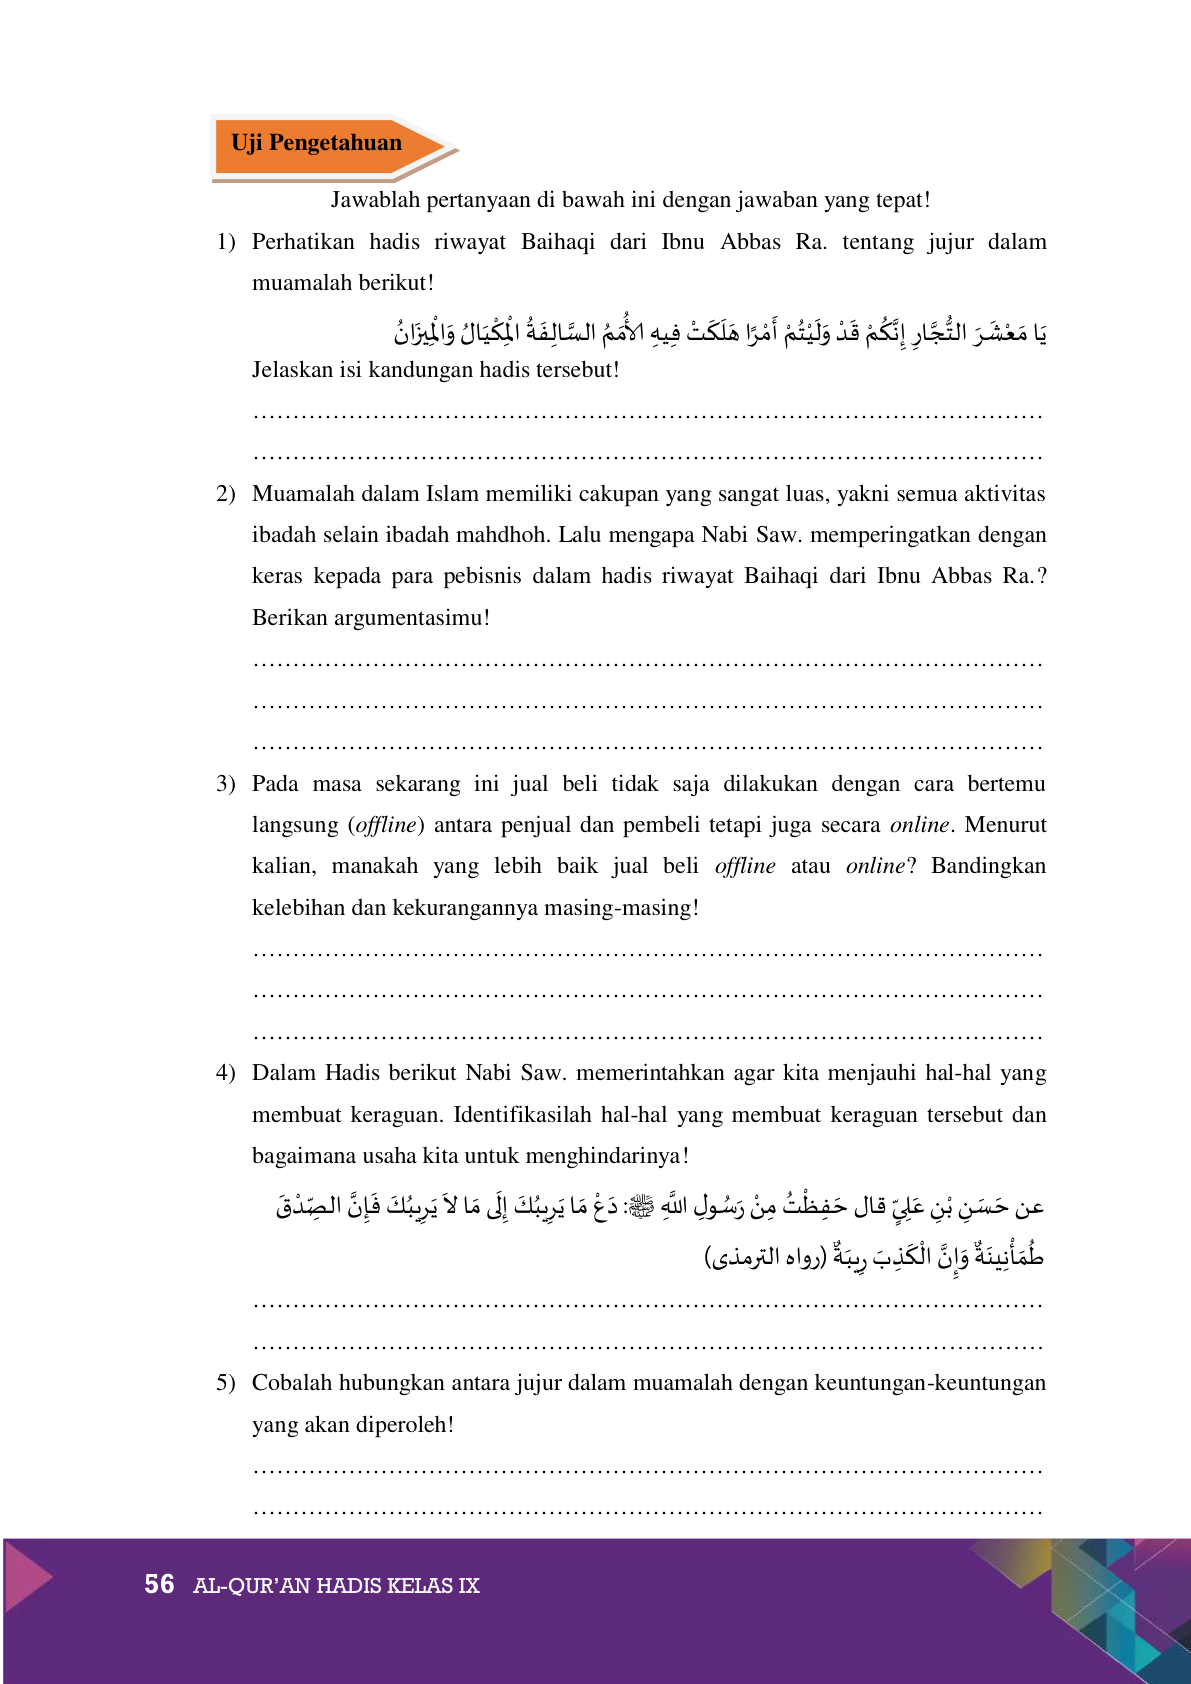 Uji Pengetahuan
Jawablah pertanyaan di bawah ini dengan jawaban yang tepat!
1) Perhatikan hadis riwayat Baihaqi dari Ibnu Abbas Ra. tentang jujur dalam
muamalah berikut!
يَا مَعْشَرَ التُّجَّارِ إِنَّكُمْ قَدْ وَلَيْتُمْ أَمْرًا هَلَكَتْ فِيهِ الأُمَمُ السَّالِفَةُ الْمِكْيَالُ وَالْمِيْزَانُ
Jelaskan isi kandungan hadis tersebut!
……………………………………………………………………………………
……………………………………………………………………………………
2) Muamalah dalam Islam memiliki cakupan yang sangat luas, yakni semua aktivitas
ibadah selain ibadah mahdhoh. Lalu mengapa Nabi Saw. memperingatkan dengan
keras kepada para pebisnis dalam hadis riwayat Baihaqi dari Ibnu Abbas Ra.?
Berikan argumentasimu!
……………………………………………………………………………………
……………………………………………………………………………………
……………………………………………………………………………………
3) Pada masa sekarang ini jual beli tidak saja dilakukan dengan cara bertemu
langsung (offline) antara penjual dan pembeli tetapi juga secara online. Menurut
kalian, manakah yang lebih baik jual beli offline atau online? Bandingkan
kelebihan dan kekurangannya masing-masing!
……………………………………………………………………………………
……………………………………………………………………………………
……………………………………………………………………………………
4) Dalam Hadis berikut Nabi Saw. memerintahkan agar kita menjauhi hal-hal yang
membuat keraguan. Identifikasilah hal-hal yang membuat keraguan tersebut dan
bagaimana usaha kita untuk menghindarinya!
عن حَسَنِ بْنِ عَلِيٍّ قال حَفِظْتُ مِنْ رَسُولِ اللَّهِ ﷺ: دَعْ مَا يَرِيبُكَ إِلَى مَا لاَ يَرِيبُكَ فَإِنَّ الصِّدْقَ
طُمَأْنِينَةٌ وَإِنَّ الْكَذِبَ رِيبَةٌ (رواه الترمذى)
……………………………………………………………………………………
……………………………………………………………………………………
5) Cobalah hubungkan antara jujur dalam muamalah dengan keuntungan-keuntungan
yang akan diperoleh!
……………………………………………………………………………………
……………………………………………………………………………………
56 AL-QUR’AN HADIS KELAS IX